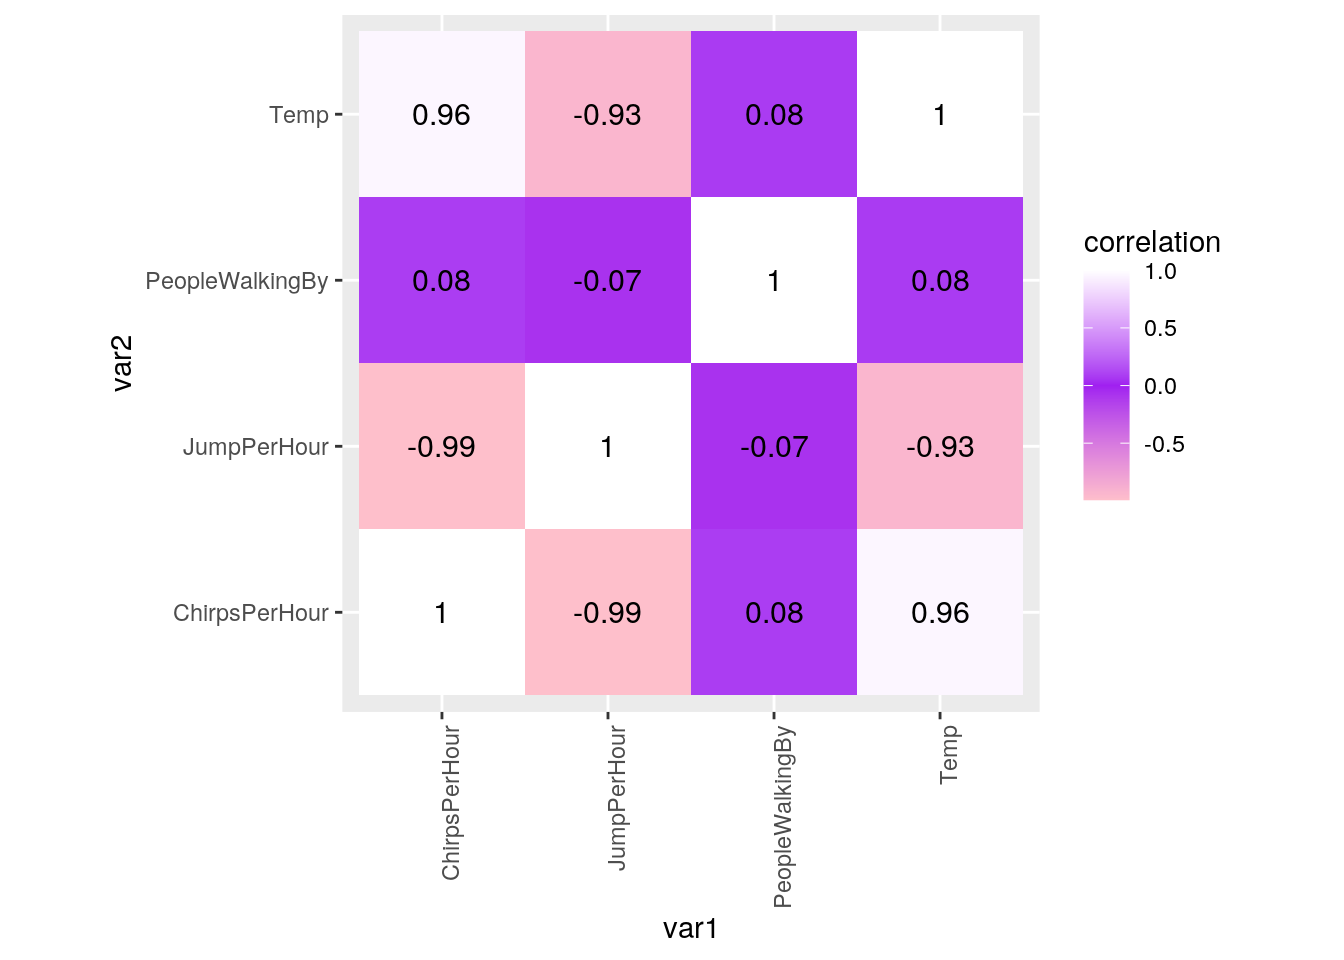 Temp
0.96 -0.93 0.08 1
PeopleWalkingBy
0.08 -0.07 1 0.08
JumpPerHour
-0.99 1 -0.07 -0.93
ChirpsPerHour
1 -0.99 0.08 0.96
var2
ChirpsPerHour
JumpPerHour
PeopleWalkingBy
Temp
var1
correlation
1.0
0.5
0.0
-0.5